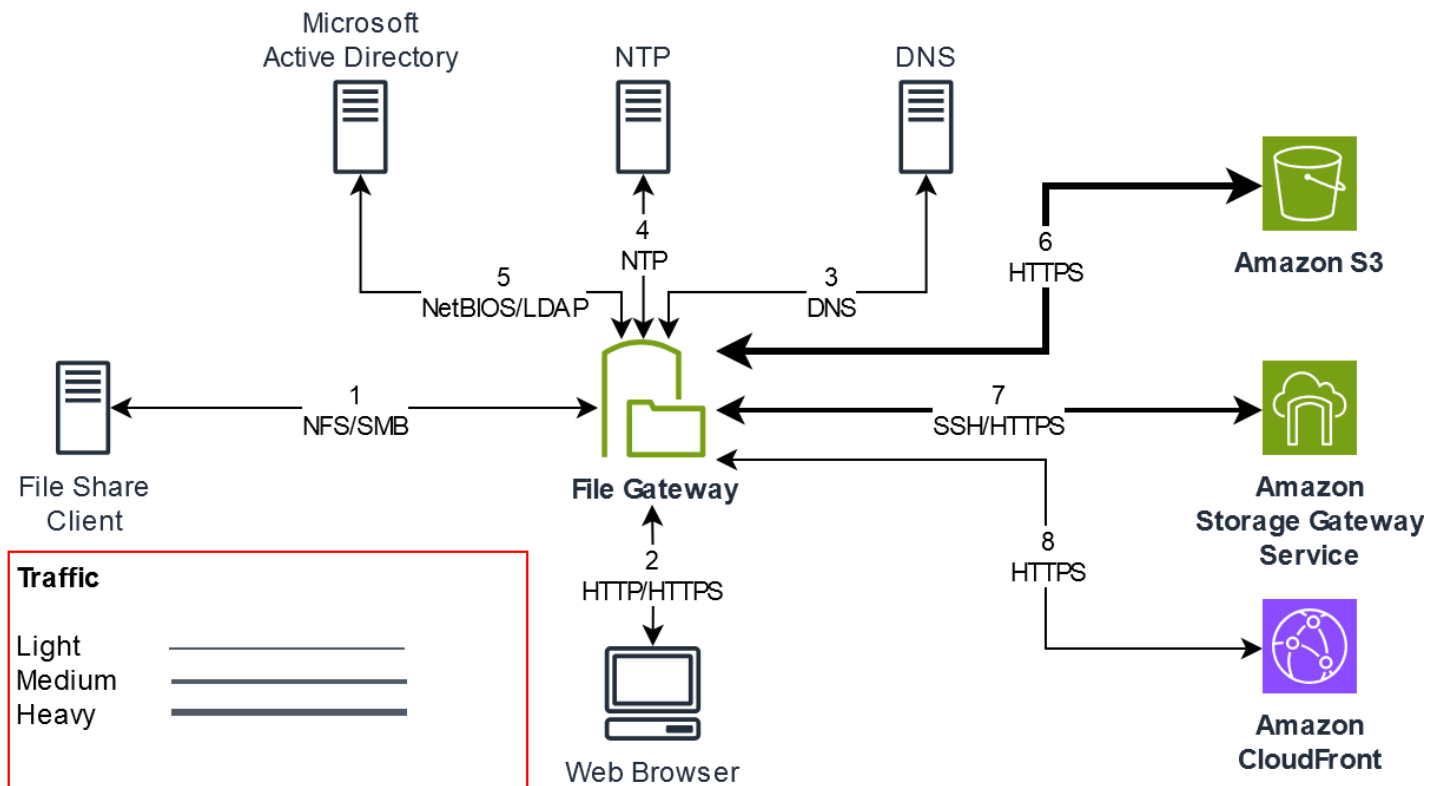 Microsoft
Active Directory
NTP
DNS
Amazon S3
6
HTTPS
4
NTP
5
NetBIOS/LDAP
3
DNS
1
NFS/SMB
7
SSH/HTTPS
File Share
Client
File Gateway
Amazon
Storage Gateway
Service
2
HTTP/HTTPS
8
HTTPS
Traffic
Light
Medium
Heavy
Web Browser
Amazon
CloudFront